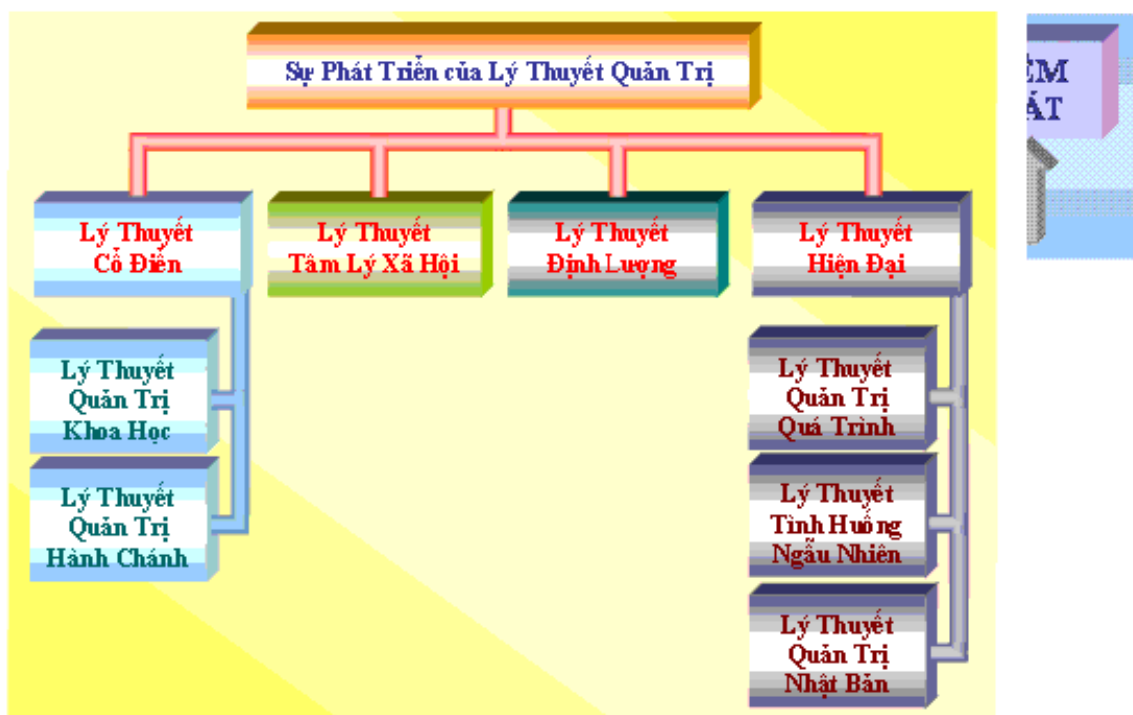 Sự Phát Triển của Lý Thuyết Quản Trị
Lý Thuyết
Cổ Điển
Lý Thuyết
Tâm Lý Xã Hội
Lý Thuyết
Định Lượng
Lý Thuyết
Hiện Đại
Lý Thuyết
Quản Trị
Khoa Học
Lý Thuyết
Quản Trị
Hành Chánh
Lý Thuyết
Quản Trị
Quá Trình
Lý Thuyết
Tình Huống
Ngẫu Nhiên
Lý Thuyết
Quản Trị
Nhật Bản